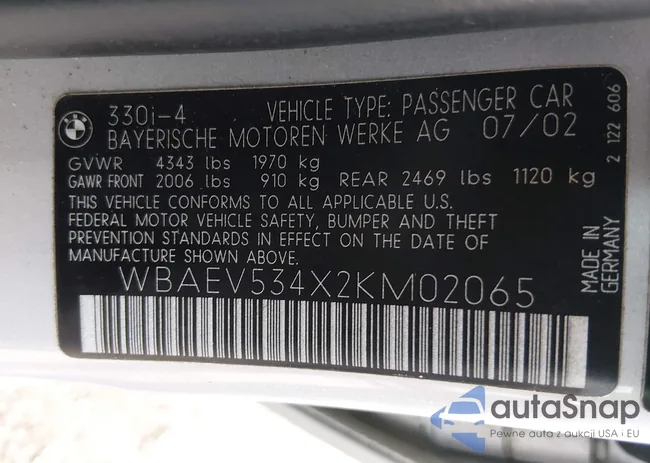 330i-4 VEHICLE TYPE: PASSENGER CAR
BAYERISCHE MOTOREN WERKE AG 07/02
GVWR 4343 lbs 1970 kg
GAWR FRONT 2006 lbs 910 kg REAR 2469 lbs 1120 kg
THIS VEHICLE CONFORMS TO ALL APPLICABLE U.S.
FEDERAL MOTOR VEHICLE SAFETY, BUMPER AND THEFT
PREVENTION STANDARDS IN EFFECT ON THE DATE OF
MANUFACTURE SHOWN ABOVE.
WBAEV534X2KM02065
2 122 606
MADE IN
GERMANY
BMW
autaSnap
Pewne auta z aukcji USA i EU